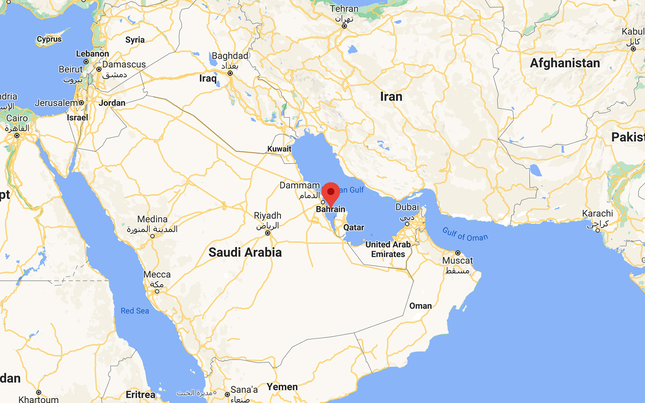 Tehran
تهران
Kabul
Cyprus
Syria
Lebanon
Baghdad
بغداد
Afghanistan
Beirut
بيروت
Damascus
دمشق
Iraq
Iran
Jerusalem
Jordan
Israel
Cairo
القاهرة
Pakist
Kuwait
Dammam
الدمام
an Gulf
Bahrain
Medina
المدينة المنورة
Riyadh
الرياض
Qatar
Dubai
دبي
Karachi
کراچی
pt
Saudi Arabia
United Arab
Emirates
Gulf of Oman
Muscat
مسقط
Mecca
مكة
Oman
Red Sea
dan
Khartoum
Eritrea
Sana'a
صنعاء
Yemen